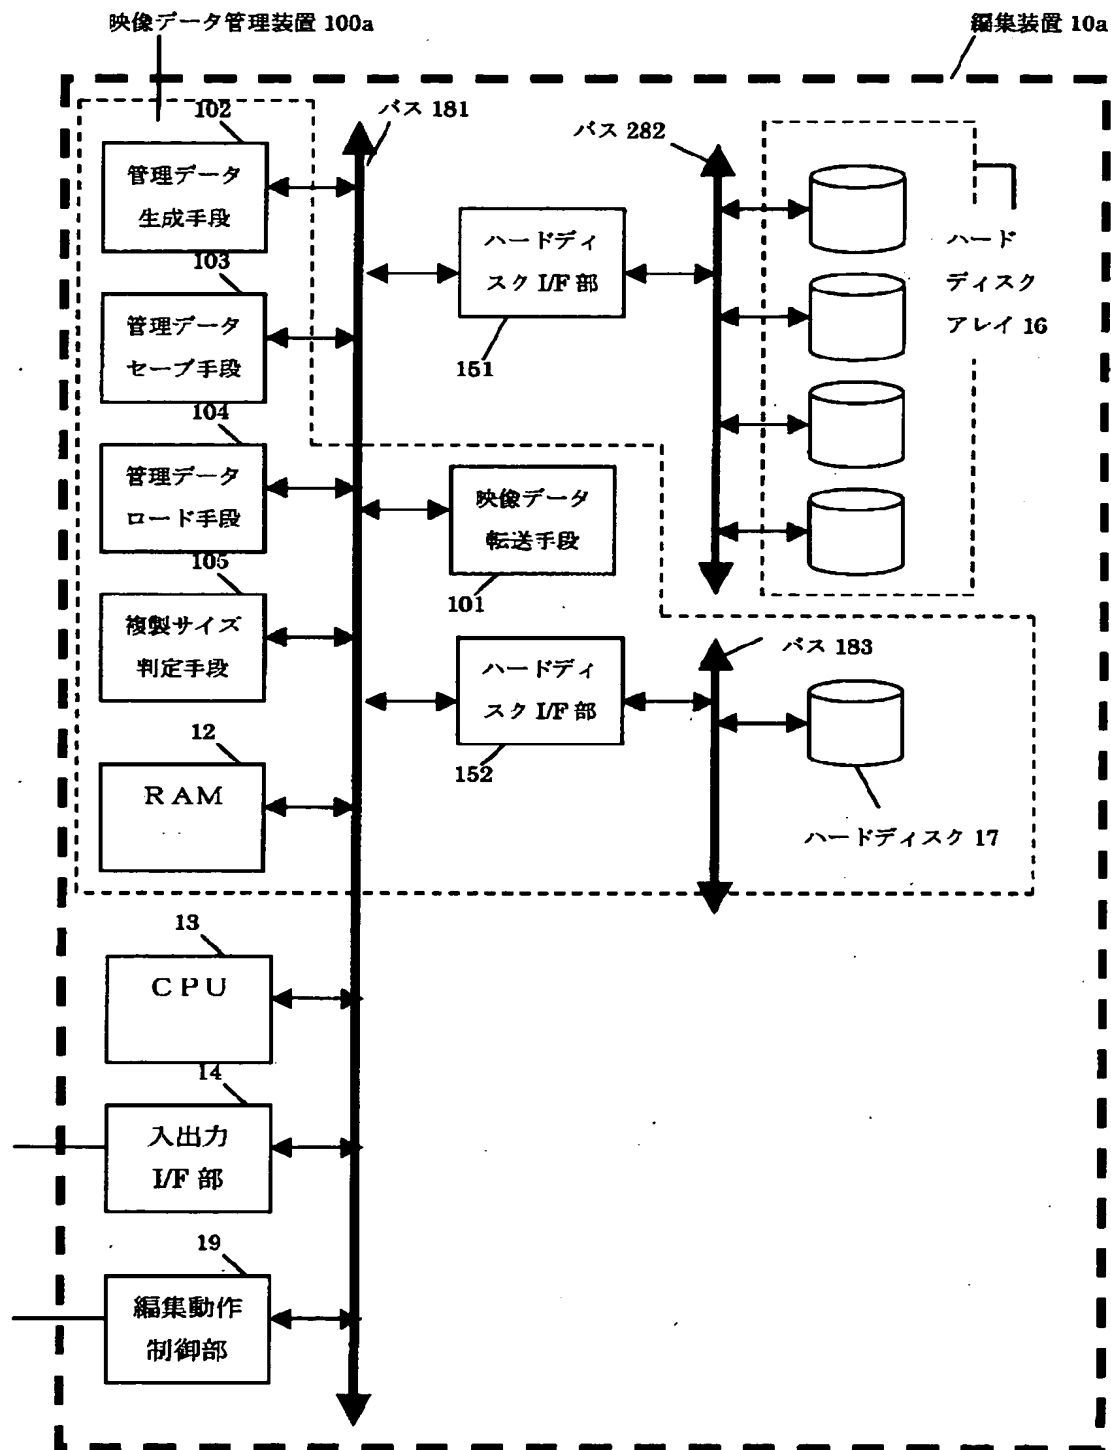 映像データ管理装置 100a
編集装置 10a
102
管理データ
生成手段
103
管理データ
セーブ手段
104
管理データ
ロード手段
105
複製サイズ
判定手段
12
RAM
13
CPU
14
入出力
I/F 部
19
編集動作
制御部
バス 181
ハードディ
スク I/F 部
151
映像データ
転送手段
101
ハードディ
スク I/F 部
152
バス 282
ハード
ディスク
アレイ 16
バス 183
ハードディスク 17